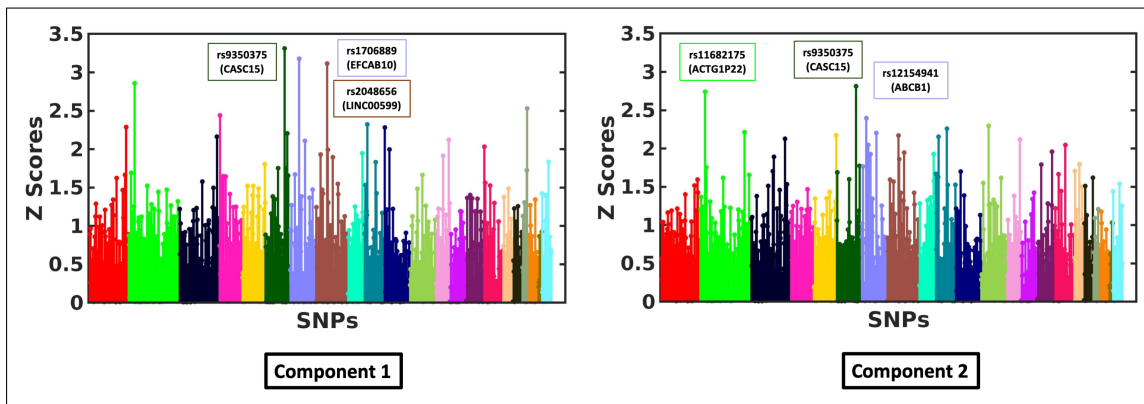 3.5
3
2.5
2
1.5
1
0.5
0
Z Scores
rs9350375
(CASC15)
rs1706889
(EFCAB10)
rs2048656
(LINC00599)
SNPs
Component 1
3.5
3
2.5
2
1.5
1
0.5
0
Z Scores
rs11682175
(ACTG1P22)
rs9350375
(CASC15)
rs12154941
(ABCB1)
SNPs
Component 2